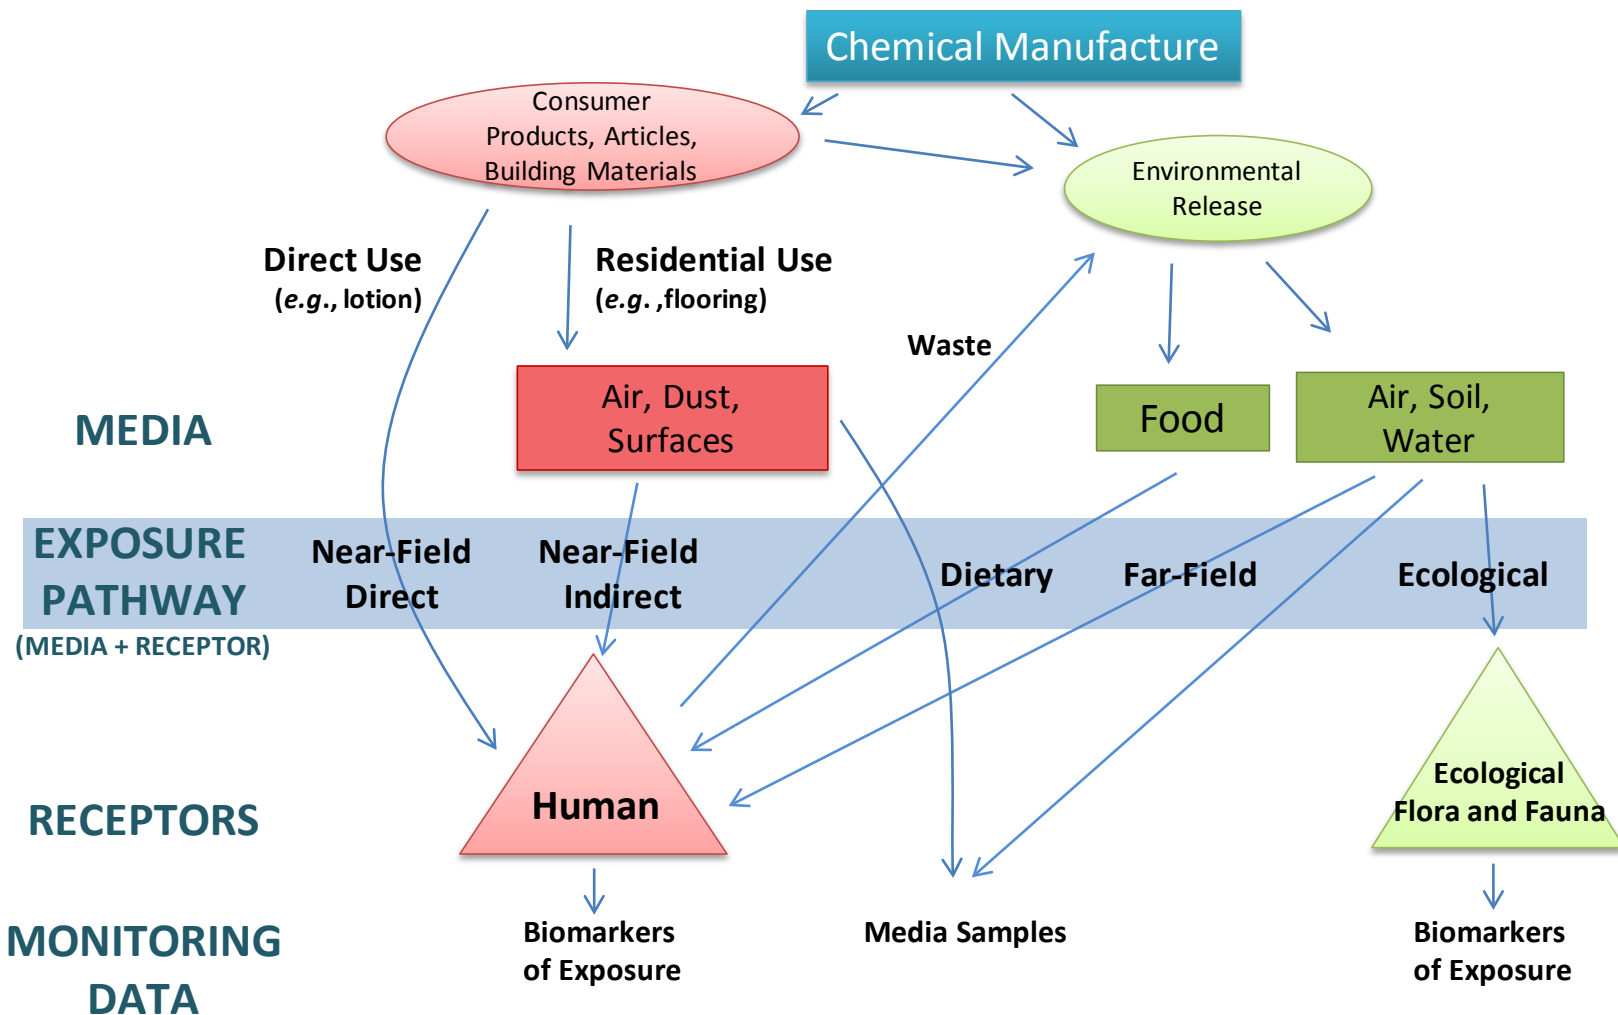 Chemical Manufacture
Consumer
Products, Articles,
Building Materials
Environmental
Release
Direct Use
(e.g., lotion)
Residential Use
(e.g. ,flooring)
Waste
MEDIA
Air, Dust,
Surfaces
Food
Air, Soil,
Water
EXPOSURE
PATHWAY
(MEDIA + RECEPTOR)
Near-Field
Direct
Near-Field
Indirect
Dietary
Far-Field
Ecological
RECEPTORS
Human
Ecological
Flora and Fauna
MONITORING
DATA
Biomarkers
of Exposure
Media Samples
Biomarkers
of Exposure